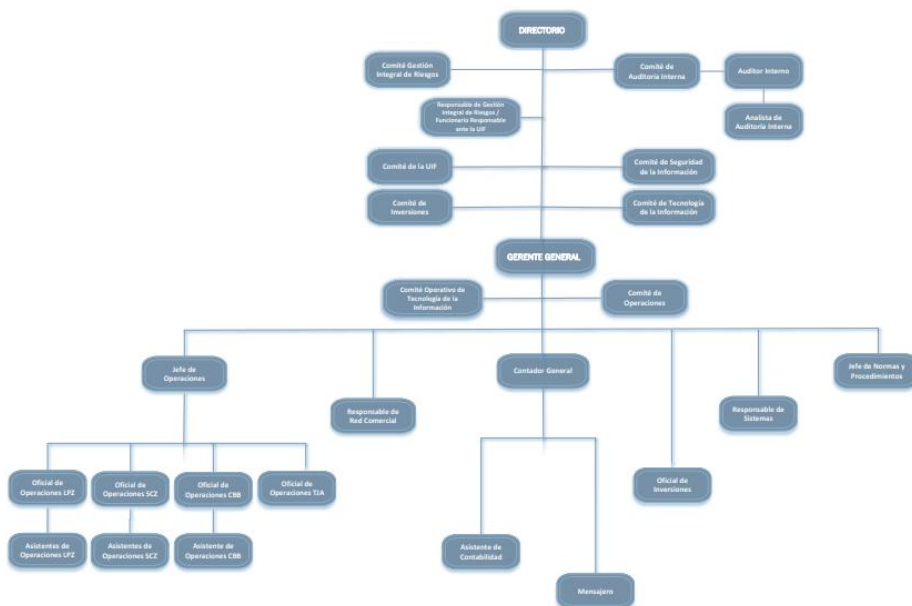 DIRECTORIO
Comité Gestión
Integral de Riesgos
Comité de
Auditoría Interna
Auditor Interno
Responsable de Gestión
Integral de Riesgos /
Funcionario Responsable
ante la UIF
Analista de
Auditoría Interna
Comité de la UIF
Comité de Seguridad
de la Información
Comité de
Inversiones
Comité de Tecnología
de la Información
GERENTE GENERAL
Comité Operativo de
Tecnología de la
Información
Comité de
Operaciones
Jefe de
Operaciones
Contador General
Jefe de Normas y
Procedimientos
Responsable de
Red Comercial
Responsable de
Sistemas
Oficial de
Operaciones LPZ
Oficial de
Operaciones SCZ
Oficial de
Operaciones CBB
Oficial de
Operaciones TJA
Oficial de
Inversiones
Asistentes de
Operaciones LPZ
Asistentes de
Operaciones SCZ
Asistente de
Operaciones CBB
Asistente de
Contabilidad
Mensajero